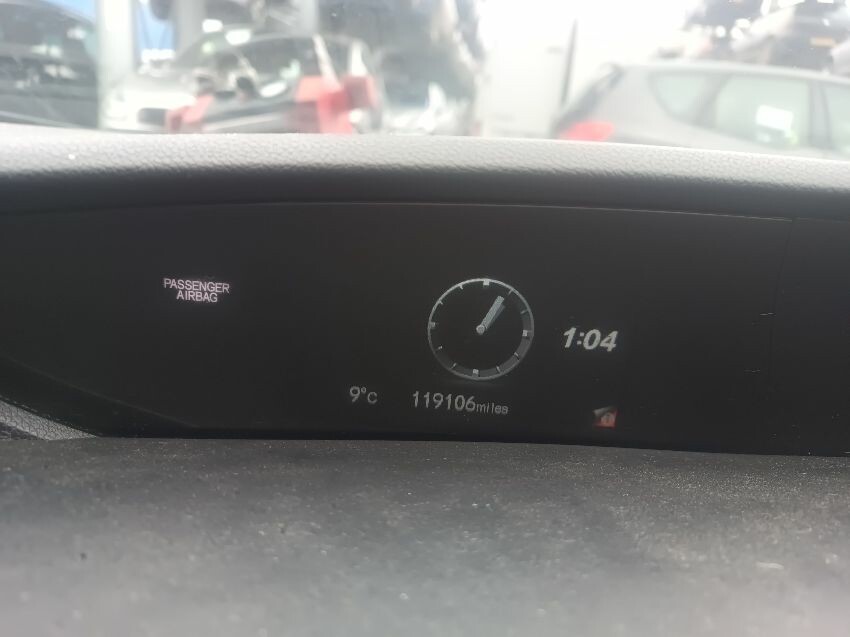 PASSENGER
AIRBAG
1:04
9°C
119106miles